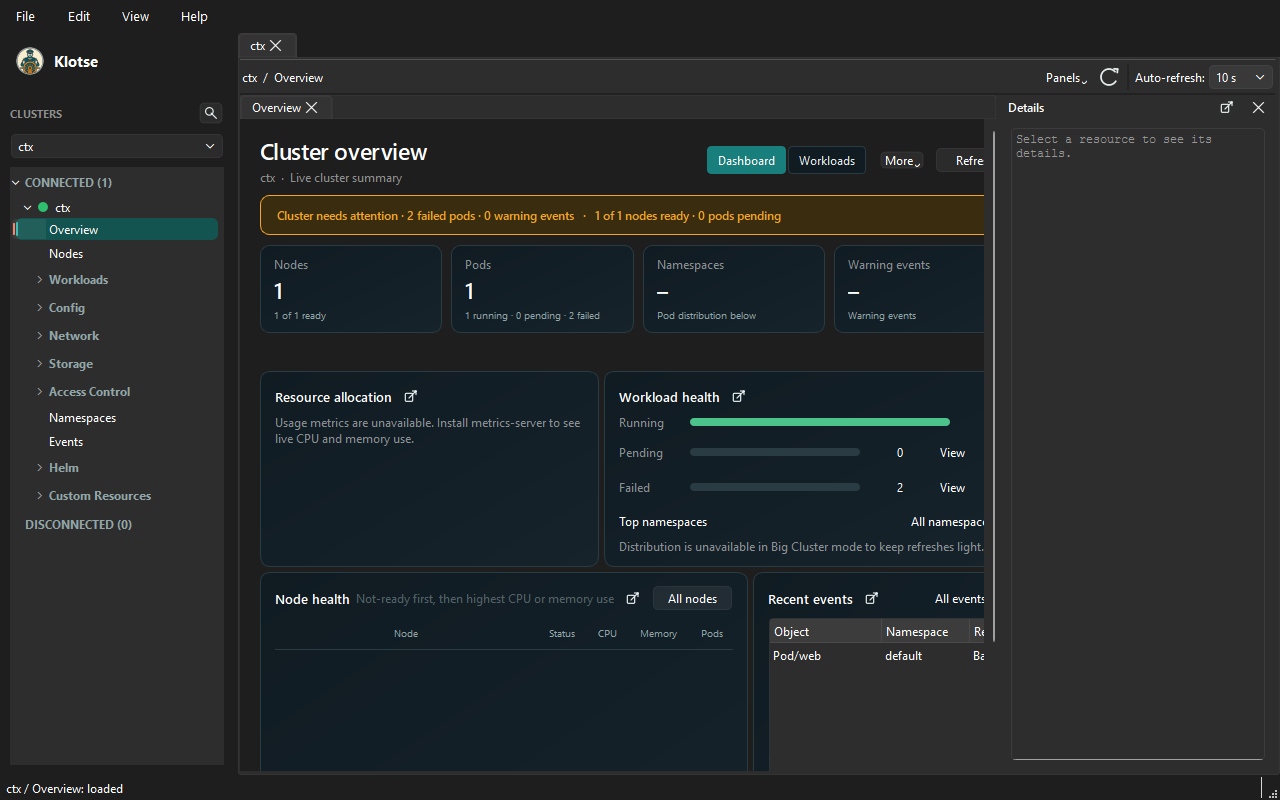 File Edit View Help
Klotse
CLUSTERS
ctx
CONNECTED (1)
ctx
Overview
Nodes
Workloads
Config
Network
Storage
Access Control
Namespaces
Events
Helm
Custom Resources
DISCONNECTED (0)
ctx
ctx / Overview
Panels
Auto-refresh: 10 s
Overview
Cluster overview
ctx · Live cluster summary
Dashboard Workloads More Refre
Cluster needs attention · 2 failed pods · 0 warning events · 1 of 1 nodes ready · 0 pods pending
Nodes
1
1 of 1 ready
Pods
1
1 running · 0 pending · 2 failed
Namespaces
–
Pod distribution below
Warning events
–
Warning events
Resource allocation
Usage metrics are unavailable. Install metrics-server to see
live CPU and memory use.
Workload health
Running
Pending 0 View
Failed 2 View
Top namespaces All namespac
Distribution is unavailable in Big Cluster mode to keep refreshes light.
Node health Not-ready first, then highest CPU or memory use All nodes
Node Status CPU Memory Pods
Recent events All events
Object Namespace Re
Pod/web default Ba
Details
Select a resource to see its
details.
ctx / Overview: loaded